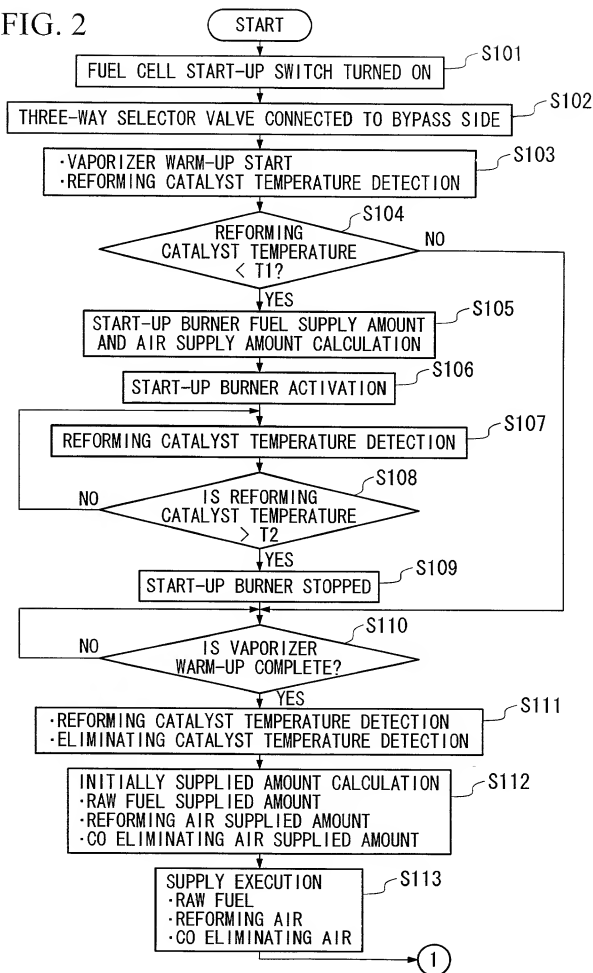 FIG. 2
START
S101
FUEL CELL START-UP SWITCH TURNED ON
S102
THREE-WAY SELECTOR VALVE CONNECTED TO BYPASS SIDE
S103
·VAPORIZER WARM-UP START
·REFORMING CATALYST TEMPERATURE DETECTION
S104
REFORMING
CATALYST TEMPERATURE
< T1?
NO
YES
S105
START-UP BURNER FUEL SUPPLY AMOUNT
AND AIR SUPPLY AMOUNT CALCULATION
S106
START-UP BURNER ACTIVATION
S107
REFORMING CATALYST TEMPERATURE DETECTION
S108
NO
IS REFORMING
CATALYST TEMPERATURE
> T2
YES
S109
START-UP BURNER STOPPED
S110
NO
IS VAPORIZER
WARM-UP COMPLETE?
YES
S111
·REFORMING CATALYST TEMPERATURE DETECTION
·ELIMINATING CATALYST TEMPERATURE DETECTION
S112
INITIALLY SUPPLIED AMOUNT CALCULATION
·RAW FUEL SUPPLIED AMOUNT
·REFORMING AIR SUPPLIED AMOUNT
·CO ELIMINATING AIR SUPPLIED AMOUNT
S113
SUPPLY EXECUTION
·RAW FUEL
·REFORMING AIR
·CO ELIMINATING AIR
1